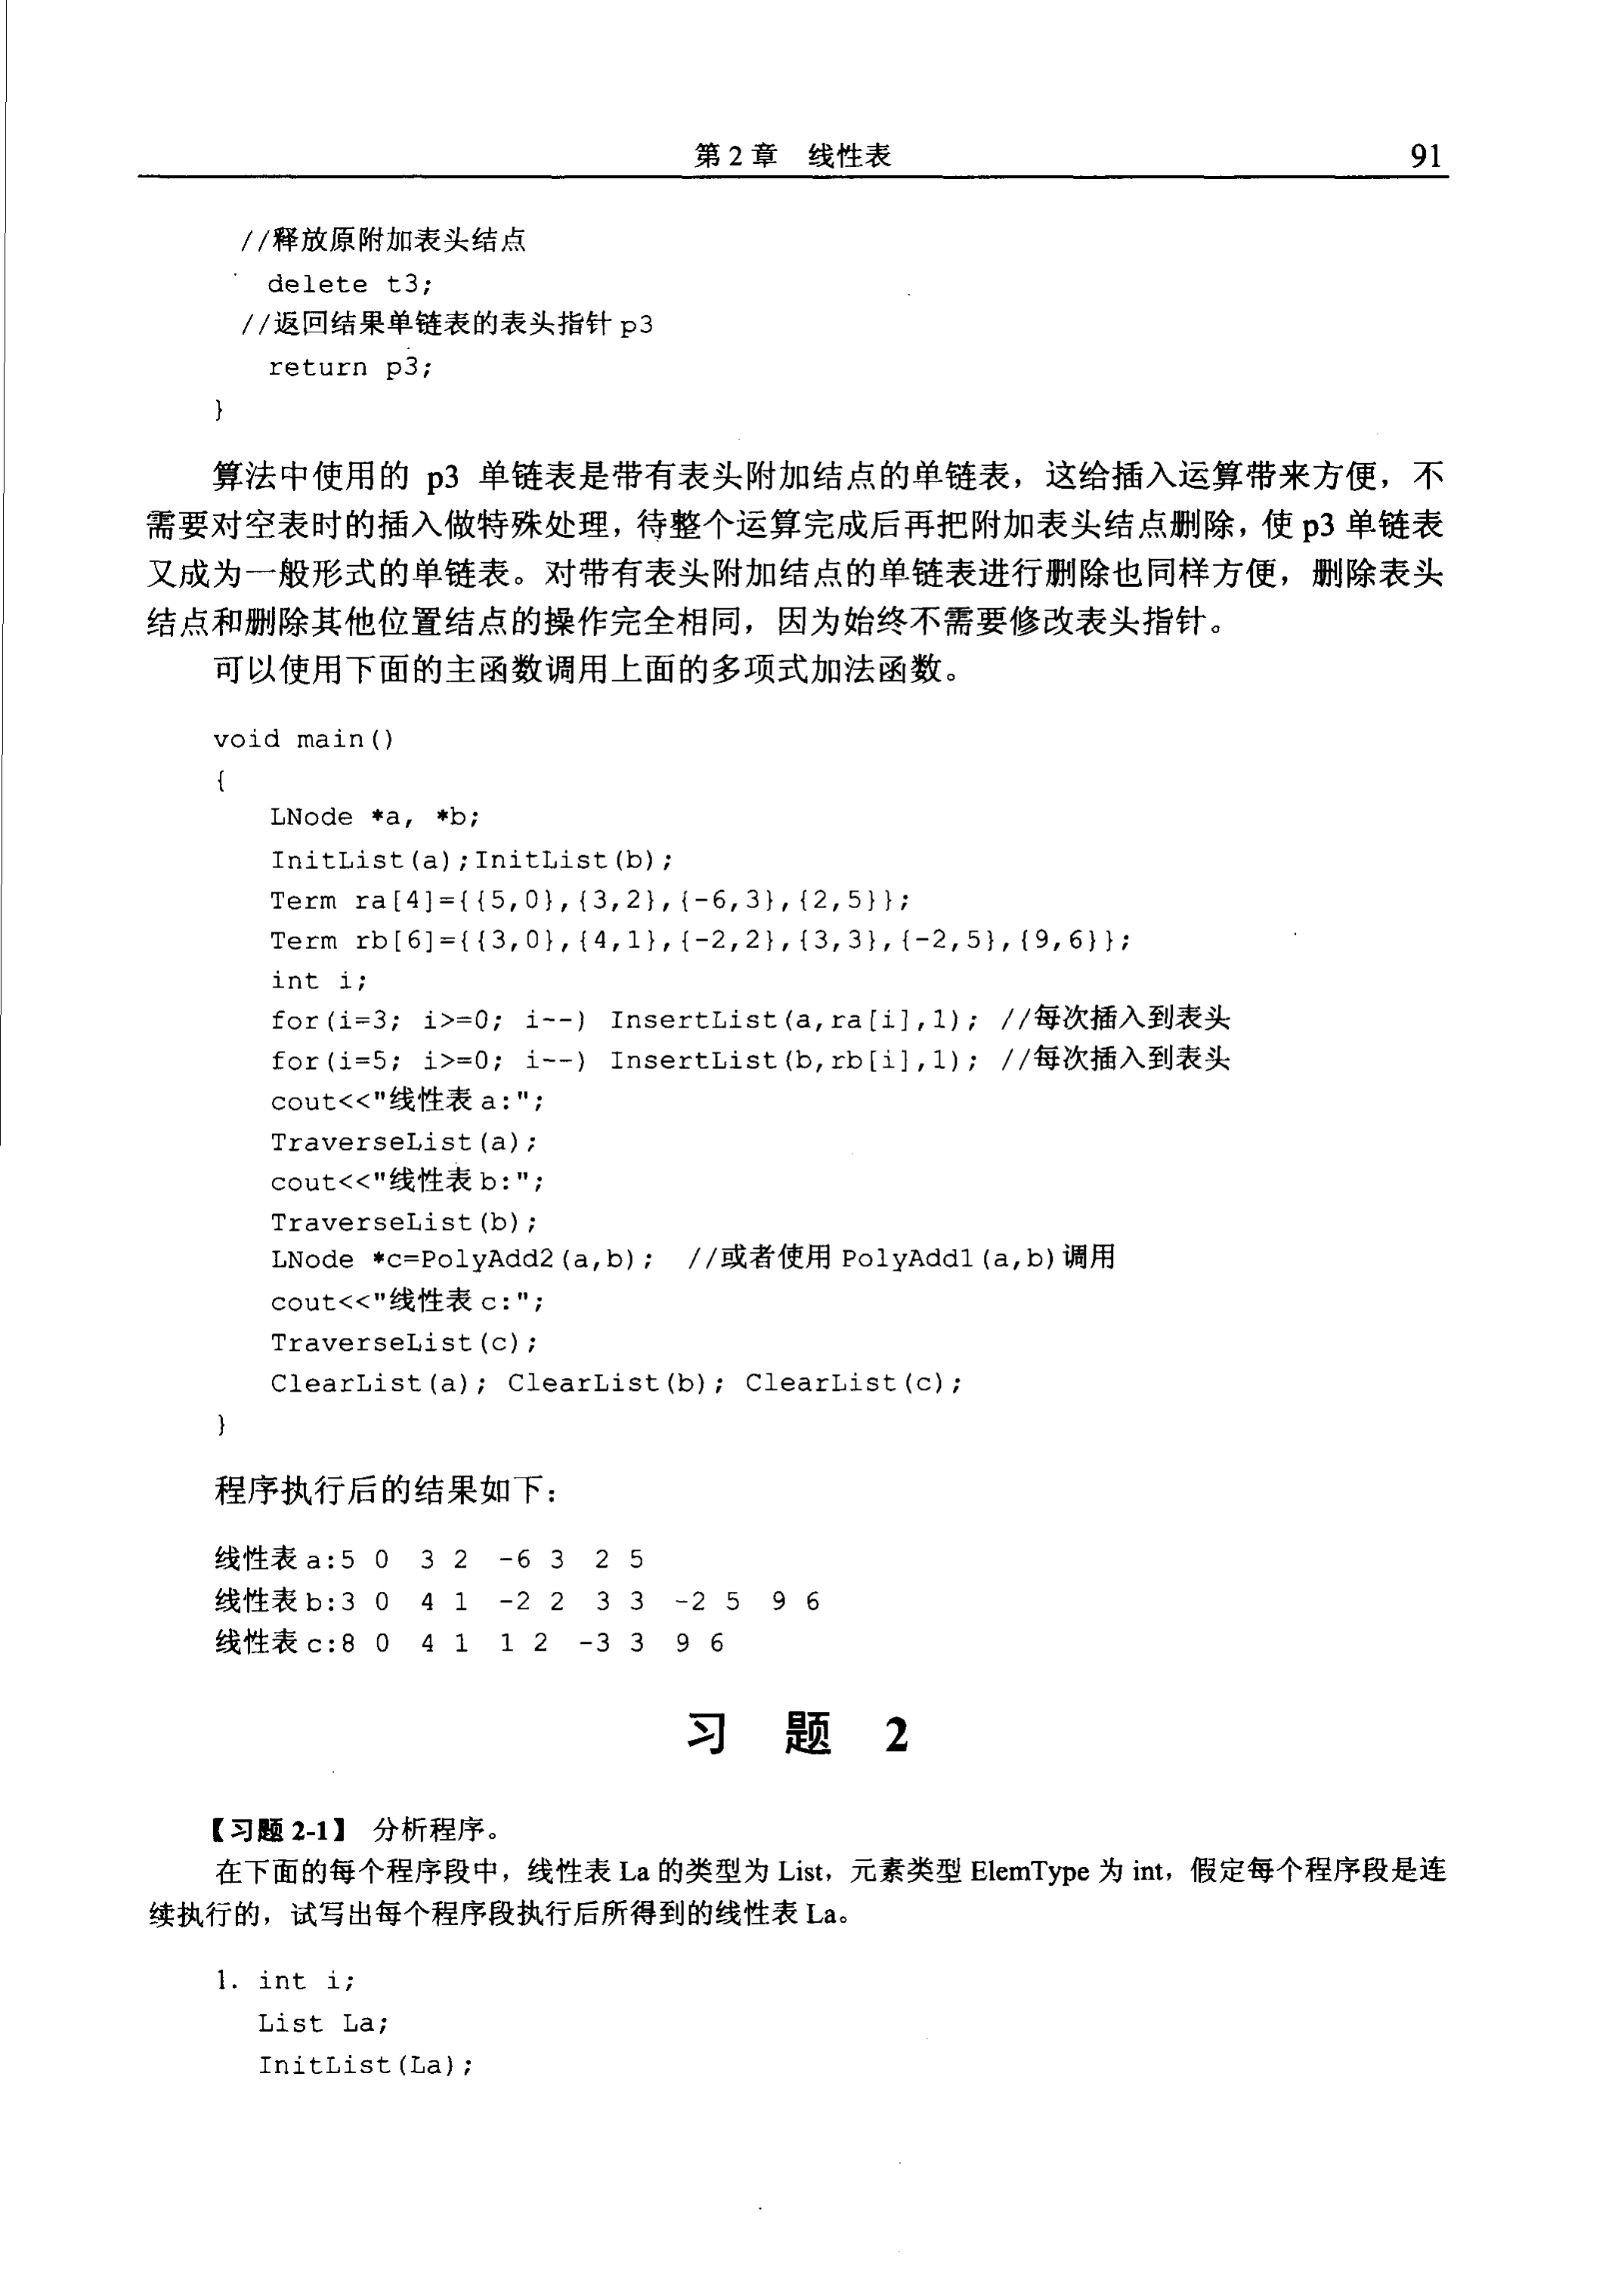 第2章 线性表 91
//释放原附加表头结点
delete t3;
//返回结果单链表的表头指针p3
return p3;
}
算法中使用的 p3 单链表是带有表头附加结点的单链表，这给插入运算带来方便，不
需要对空表时的插入做特殊处理，待整个运算完成后再把附加表头结点删除，使 p3 单链表
又成为一般形式的单链表。对带有表头附加结点的单链表进行删除也同样方便，删除表头
结点和删除其他位置结点的操作完全相同，因为始终不需要修改表头指针。
可以使用下面的主函数调用上面的多项式加法函数。
void main()
{
LNode *a, *b;
InitList(a);InitList(b);
Term ra[4]={{5,0},{3,2},{-6,3},{2,5}};
Term rb[6]={{3,0},{4,1},{-2,2},{3,3},{-2,5},{9,6}};
int i;
for(i=3; i>=0; i--) InsertList(a,ra[i],1); //每次插入到表头
for(i=5; i>=0; i--) InsertList(b,rb[i],1); //每次插入到表头
cout<<"线性表a:";
TraverseList(a);
cout<<"线性表b:";
TraverseList(b);
LNode *c=PolyAdd2(a,b); //或者使用PolyAdd1(a,b)调用
cout<<"线性表c:";
TraverseList(c);
ClearList(a); ClearList(b); ClearList(c);
}
程序执行后的结果如下：
线性表a:5 0 3 2 -6 3 2 5
线性表b:3 0 4 1 -2 2 3 3 -2 5 9 6
线性表c:8 0 4 1 1 2 -3 3 9 6
习 题 2
【习题 2-1】 分析程序。
在下面的每个程序段中，线性表 La 的类型为 List，元素类型 ElemType 为 int，假定每个程序段是连
续执行的，试写出每个程序段执行后所得到的线性表 La。
1. int i;
List La;
InitList(La);